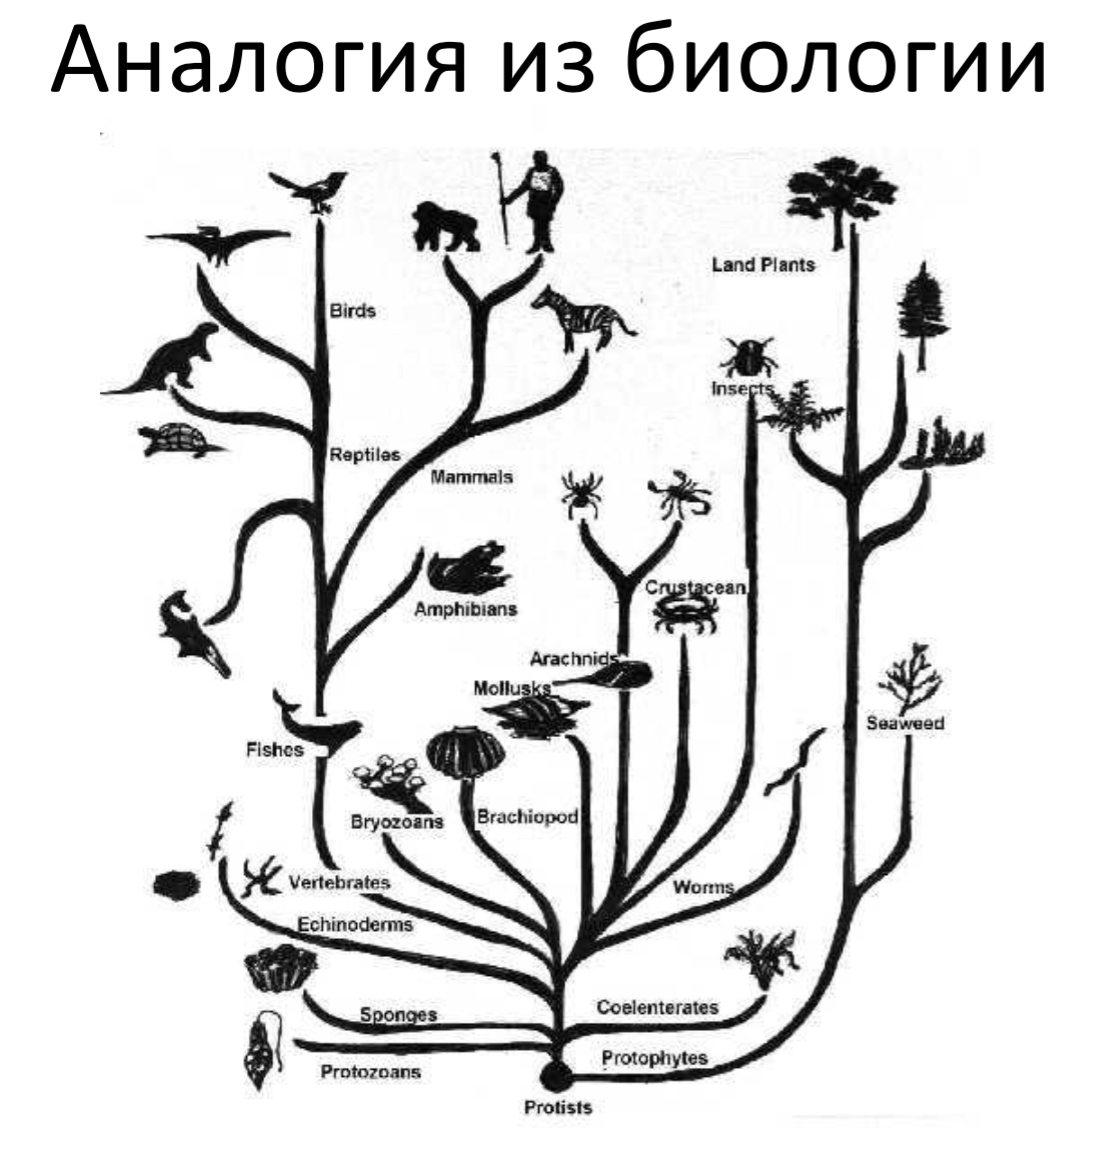 Аналогия из биологии
Land Plants
Birds
Insects
Reptiles
Mammals
Crustacean
Amphibians
Arachnids
Mollusks
Seaweed
Fishes
Brachiopod
Bryozoans
Vertebrates
Worms
Echinoderms
Coelenterates
Sponges
Protophytes
Protozoans
Protists